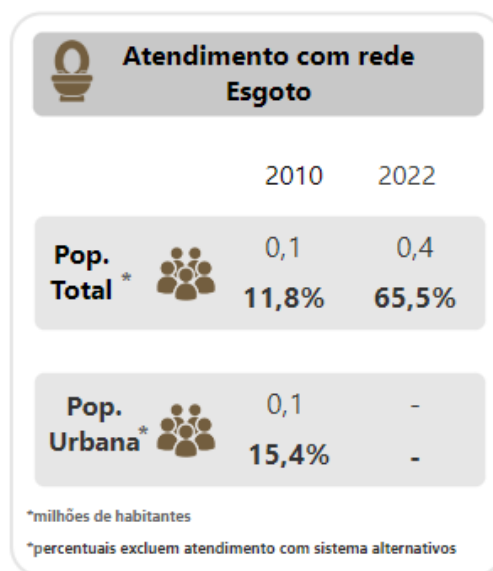 Atendimento com rede
Esgoto
2010 2022
Pop.
Total *
0,1 0,4
11,8% 65,5%
Pop.
Urbana*
0,1 -
15,4% -
*milhões de habitantes
*percentuais excluem atendimento com sistema alternativos